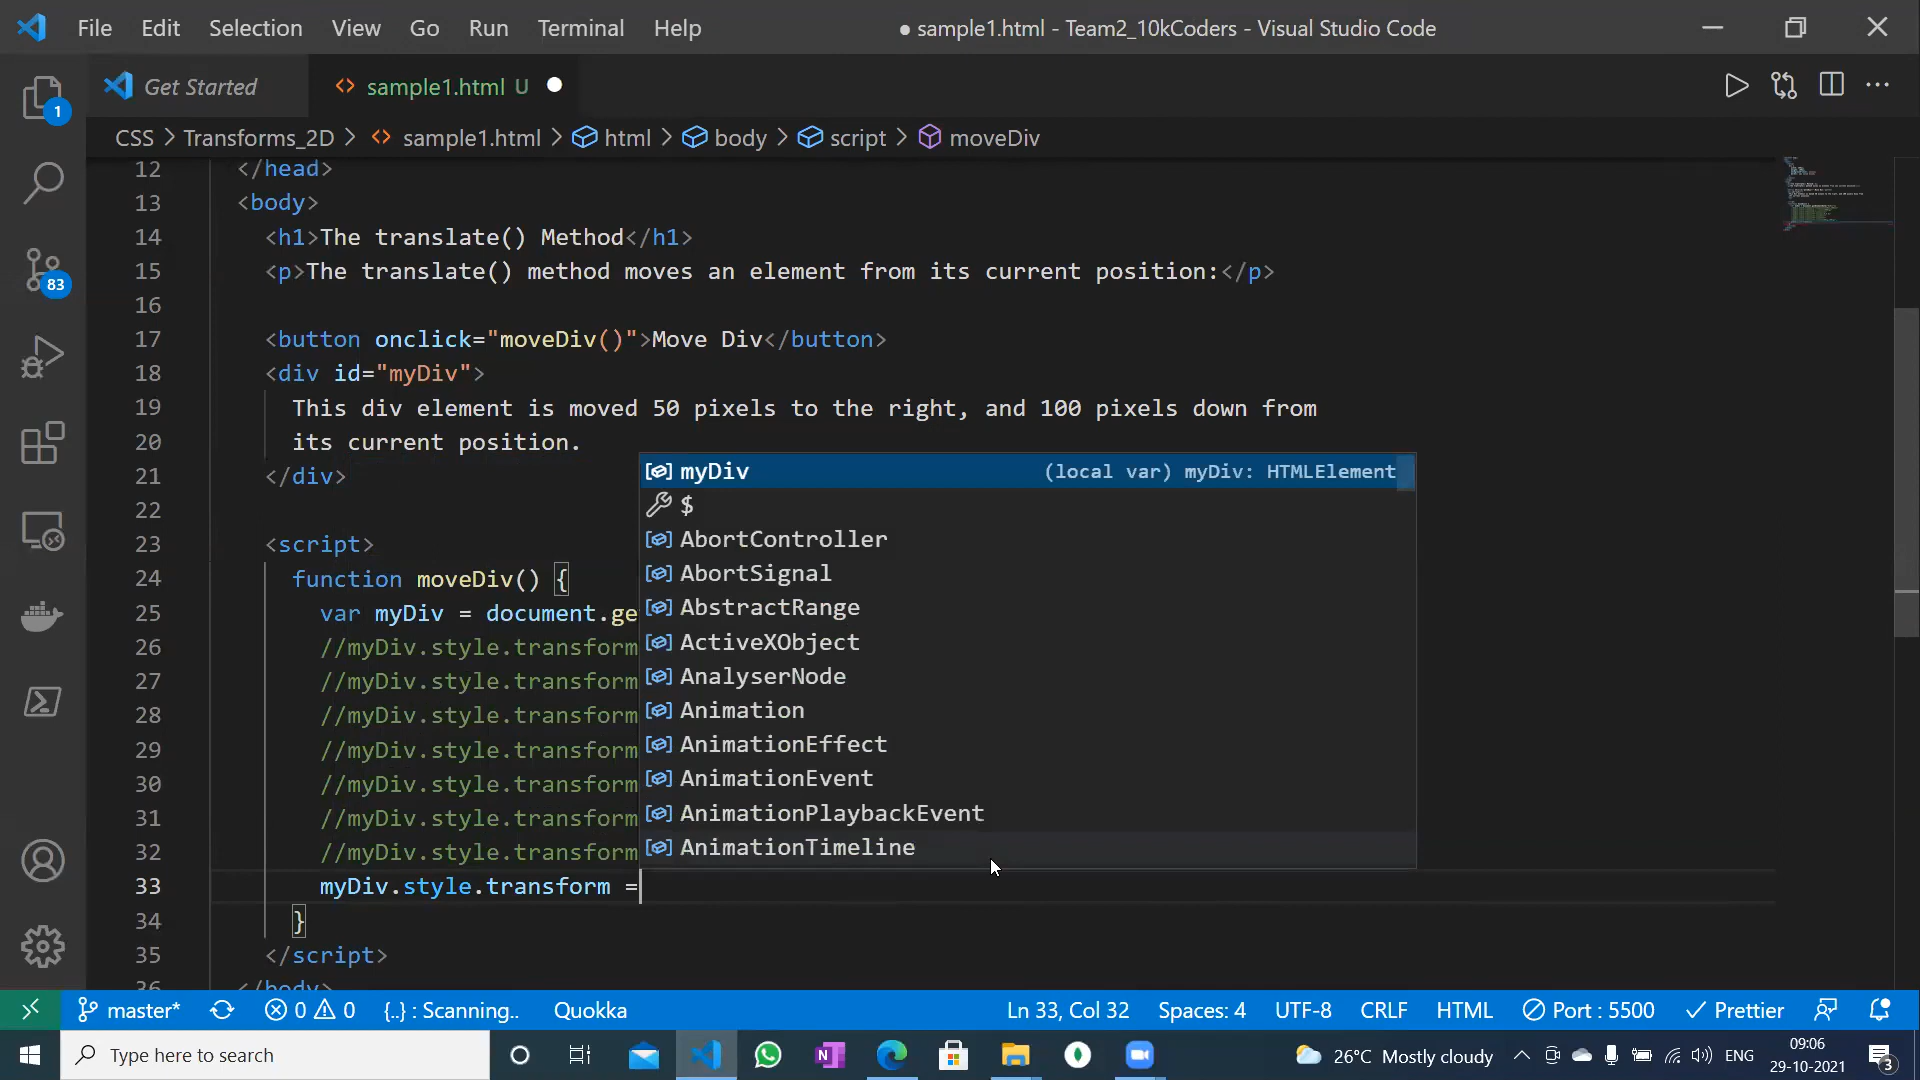 File Edit Selection View Go Run Terminal Help
● sample1.html - Team2_10kCoders - Visual Studio Code
Get Started
<> sample1.html U ●
CSS > Transforms_2D > <> sample1.html > html > body > script > moveDiv
1
83
12 </head>
13 <body>
14 <h1>The translate() Method</h1>
15 <p>The translate() method moves an element from its current position:</p>
16
17 <button onclick="moveDiv()">Move Div</button>
18 <div id="myDiv">
19 This div element is moved 50 pixels to the right, and 100 pixels down from
20 its current position.
21 </div>
22
23 <script>
24 function moveDiv() {
25 var myDiv = document.ge
26 //myDiv.style.transform
27 //myDiv.style.transform
28 //myDiv.style.transform
29 //myDiv.style.transform
30 //myDiv.style.transform
31 //myDiv.style.transform
32 //myDiv.style.transform
33 myDiv.style.transform =
34 }
35 </script>
36 </body>
myDiv (local var) myDiv: HTMLElement
$
AbortController
AbortSignal
AbstractRange
ActiveXObject
AnalyserNode
Animation
AnimationEffect
AnimationEvent
AnimationPlaybackEvent
AnimationTimeline
master* 0 0 {..} : Scanning.. Quokka Ln 33, Col 32 Spaces: 4 UTF-8 CRLF HTML Port : 5500 Prettier
Type here to search
26°C Mostly cloudy ENG
09:06
29-10-2021
3